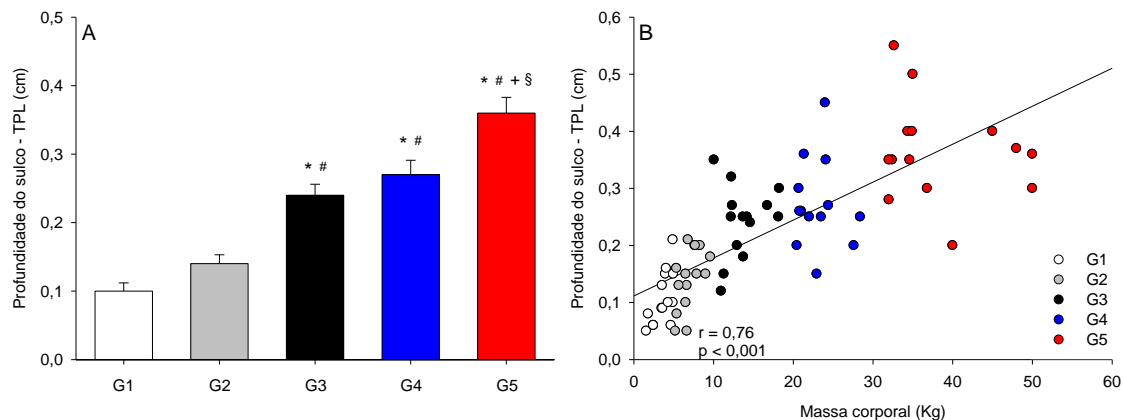 A
Profundidade do sulco - TPL (cm)
0,5
0,4
0,3
0,2
0,1
0,0
* #
* #
* # + §
G1 G2 G3 G4 G5
B
Profundidade do sulco - TPL (cm)
0,6
0,5
0,4
0,3
0,2
0,1
0,0
G1
G2
G3
G4
G5
r = 0,76
p < 0,001
0 10 20 30 40 50 60
Massa corporal (Kg)